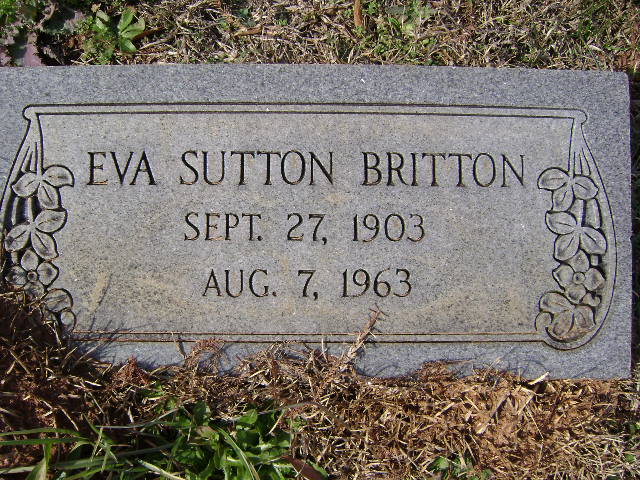 EVA SUTTON BRITTON
SEPT. 27, 1903
AUG. 7, 1963